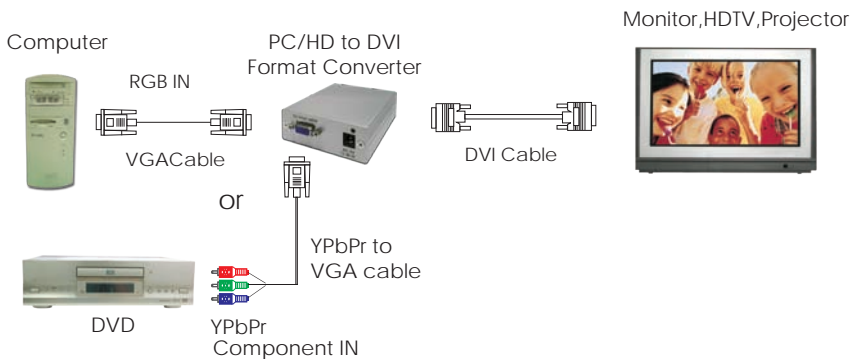 Monitor,HDTV,Projector
Computer
PC/HD to DVI
Format Converter
RGB IN
VGACable
DVI Cable
or
YPbPr to
VGA cable
DVD
YPbPr
Component IN